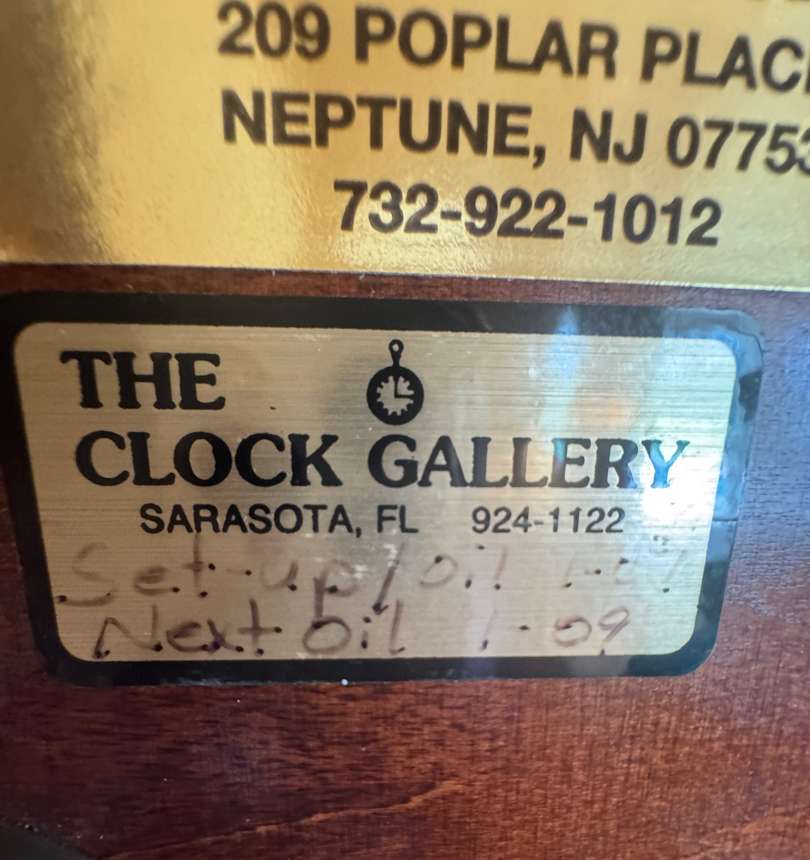 209 POPLAR PLAC
NEPTUNE, NJ 07753
732-922-1012
THE
CLOCK GALLERY
SARASOTA, FL 924-1122
Set-up/oil
Next Oil 1-09